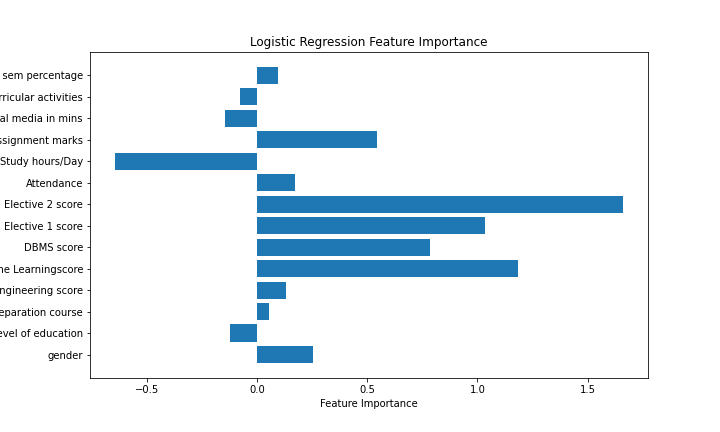 Logistic Regression Feature Importance
sem percentage
rricular activities
al media in mins
ssignment marks
Study hours/Day
Attendance
Elective 2 score
Elective 1 score
DBMS score
ne Learningscore
ngineering score
eparation course
evel of education
gender
−0.5 0.0 0.5 1.0 1.5
Feature Importance